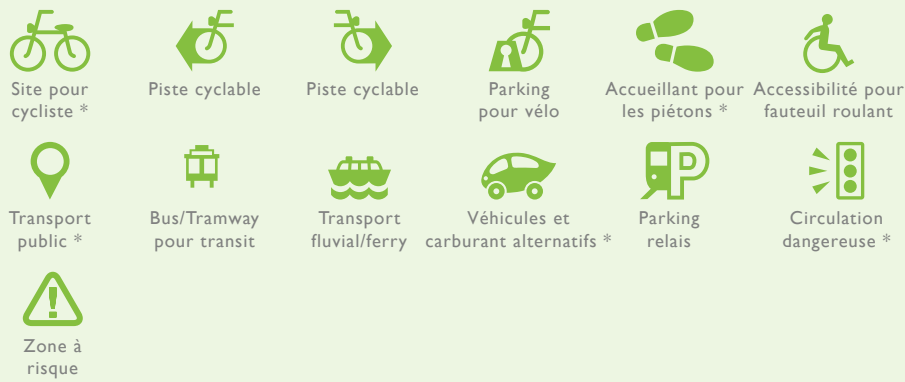 Site pour
cycliste *
Piste cyclable
Piste cyclable
Parking
pour vélo
Accueillant pour
les piétons *
Accessibilité pour
fauteuil roulant
Transport
public *
Bus/Tramway
pour transit
Transport
fluvial/ferry
Véhicules et
carburant alternatifs *
Parking
relais
Circulation
dangereuse *
Zone à
risque